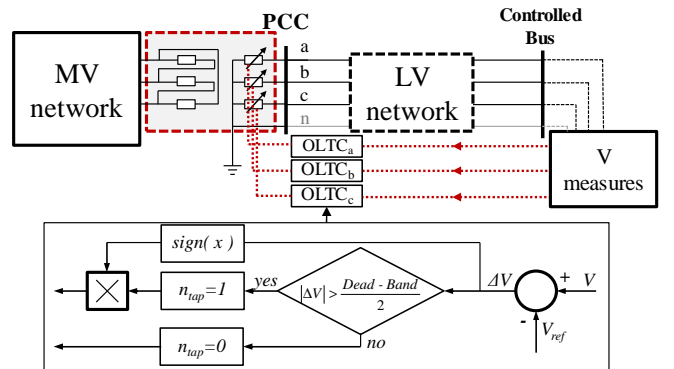 PCC
Controlled
Bus
MV
network
a
b
c
n
LV
network
OLTCa
OLTCb
OLTCc
V
measures
sign( x )
ntap=1
yes
|ΔV| > Dead - Band
2
ΔV
+
V
-
Vref
ntap=0
no